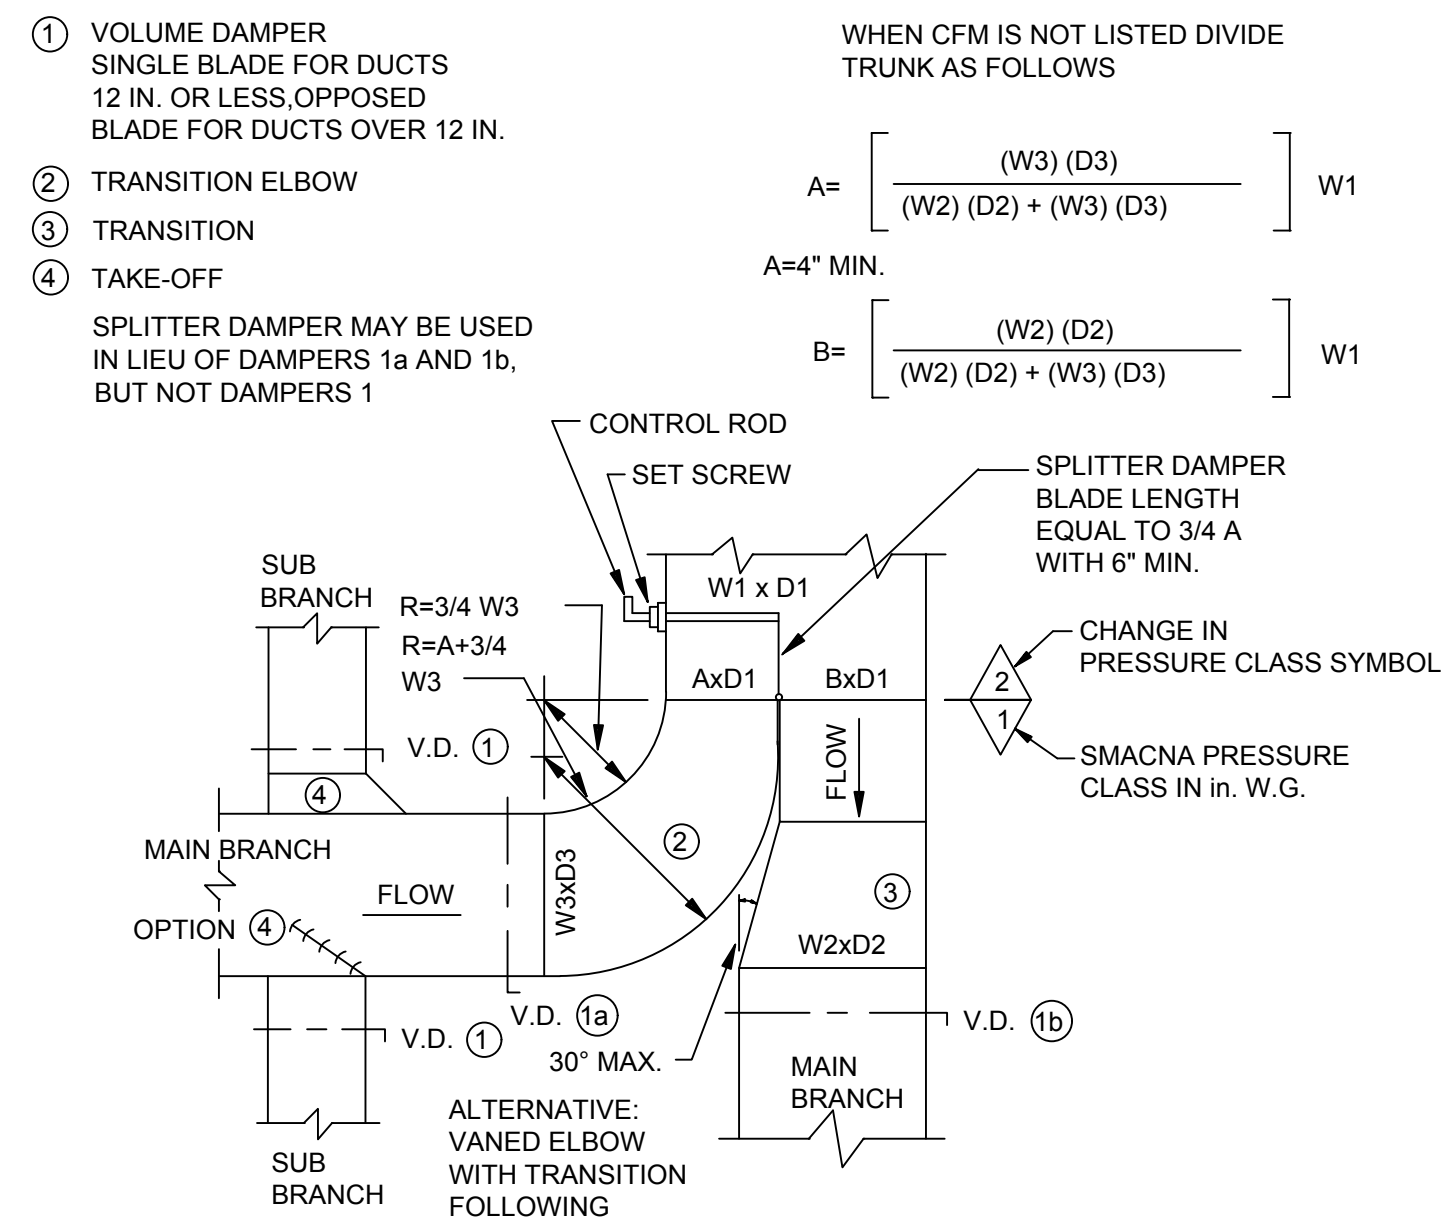 1 VOLUME DAMPER
SINGLE BLADE FOR DUCTS
12 IN. OR LESS,OPPOSED
BLADE FOR DUCTS OVER 12 IN.
2 TRANSITION ELBOW
3 TRANSITION
4 TAKE-OFF
SPLITTER DAMPER MAY BE USED
IN LIEU OF DAMPERS 1a AND 1b,
BUT NOT DAMPERS 1
WHEN CFM IS NOT LISTED DIVIDE
TRUNK AS FOLLOWS
A= [ (W3) (D3) / (W2) (D2) + (W3) (D3) ] W1
A=4" MIN.
B= [ (W2) (D2) / (W2) (D2) + (W3) (D3) ] W1
CONTROL ROD
SET SCREW
SPLITTER DAMPER
BLADE LENGTH
EQUAL TO 3/4 A
WITH 6" MIN.
SUB
BRANCH
R=3/4 W3
R=A+3/4
W3
W1 x D1
AxD1
BxD1
CHANGE IN
PRESSURE CLASS SYMBOL
2
1
SMACNA PRESSURE
CLASS IN in. W.G.
V.D. 1
FLOW
4
2
MAIN BRANCH
FLOW
W3xD3
3
OPTION 4
W2xD2
V.D. 1a
V.D. 1b
V.D. 1
30° MAX.
MAIN
BRANCH
ALTERNATIVE:
VANED ELBOW
WITH TRANSITION
FOLLOWING
SUB
BRANCH